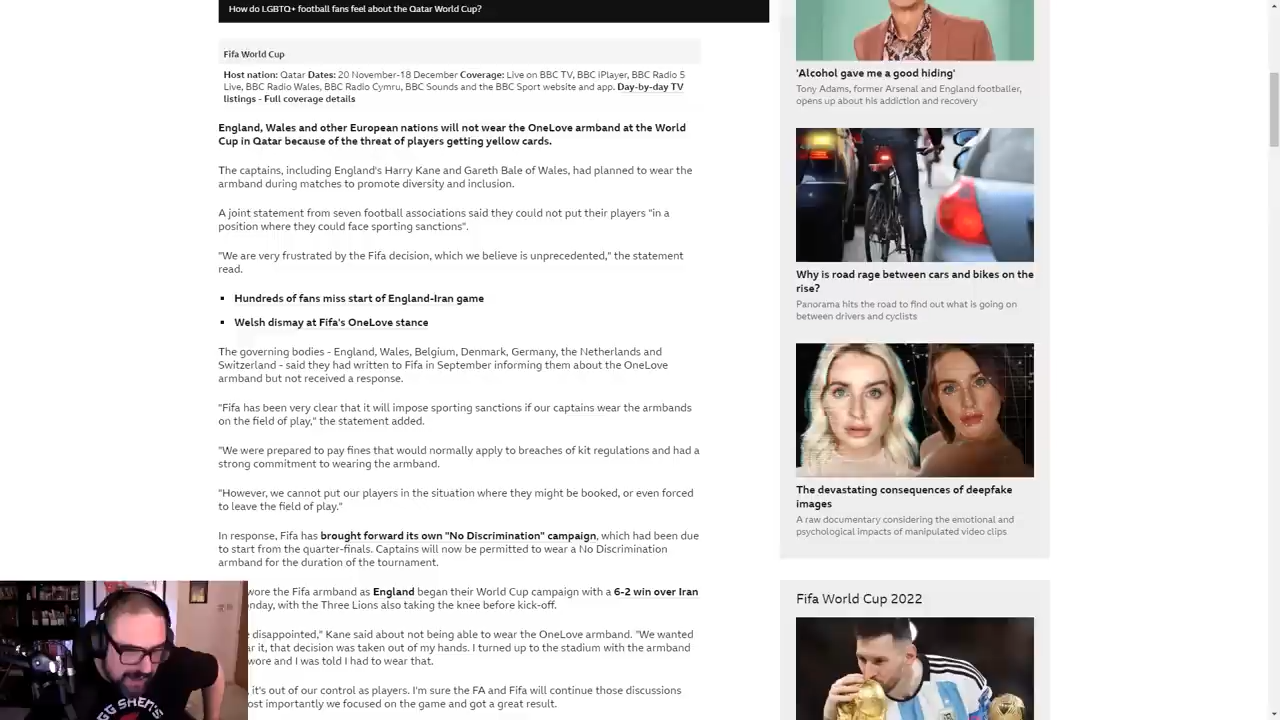 How do LGBTQ+ football fans feel about the Qatar World Cup?
Fifa World Cup
Host nation: Qatar Dates: 20 November-18 December Coverage: Live on BBC TV, BBC iPlayer, BBC Radio 5
Live, BBC Radio Wales, BBC Radio Cymru, BBC Sounds and the BBC Sport website and app. Day-by-day TV
listings - Full coverage details
England, Wales and other European nations will not wear the OneLove armband at the World
Cup in Qatar because of the threat of players getting yellow cards.
The captains, including England's Harry Kane and Gareth Bale of Wales, had planned to wear the
armband during matches to promote diversity and inclusion.
A joint statement from seven football associations said they could not put their players "in a
position where they could face sporting sanctions".
"We are very frustrated by the Fifa decision, which we believe is unprecedented," the statement
read.
Hundreds of fans miss start of England-Iran game
Welsh dismay at Fifa's OneLove stance
The governing bodies - England, Wales, Belgium, Denmark, Germany, the Netherlands and
Switzerland - said they had written to Fifa in September informing them about the OneLove
armband but not received a response.
"Fifa has been very clear that it will impose sporting sanctions if our captains wear the armbands
on the field of play," the statement added.
"We were prepared to pay fines that would normally apply to breaches of kit regulations and had a
strong commitment to wearing the armband.
"However, we cannot put our players in the situation where they might be booked, or even forced
to leave the field of play."
In response, Fifa has brought forward its own "No Discrimination" campaign, which had been due
to start from the quarter-finals. Captains will now be permitted to wear a No Discrimination
armband for the duration of the tournament.
wore the Fifa armband as England began their World Cup campaign with a 6-2 win over Iran
nday, with the Three Lions also taking the knee before kick-off.
e disappointed," Kane said about not being able to wear the OneLove armband. "We wanted
ar it, that decision was taken out of my hands. I turned up to the stadium with the armband
wore and I was told I had to wear that.
it's out of our control as players. I'm sure the FA and Fifa will continue those discussions
ost importantly we focused on the game and got a great result.
'Alcohol gave me a good hiding'
Tony Adams, former Arsenal and England footballer,
opens up about his addiction and recovery
Why is road rage between cars and bikes on the
rise?
Panorama hits the road to find out what is going on
between drivers and cyclists
The devastating consequences of deepfake
images
A raw documentary considering the emotional and
psychological impacts of manipulated video clips
Fifa World Cup 2022